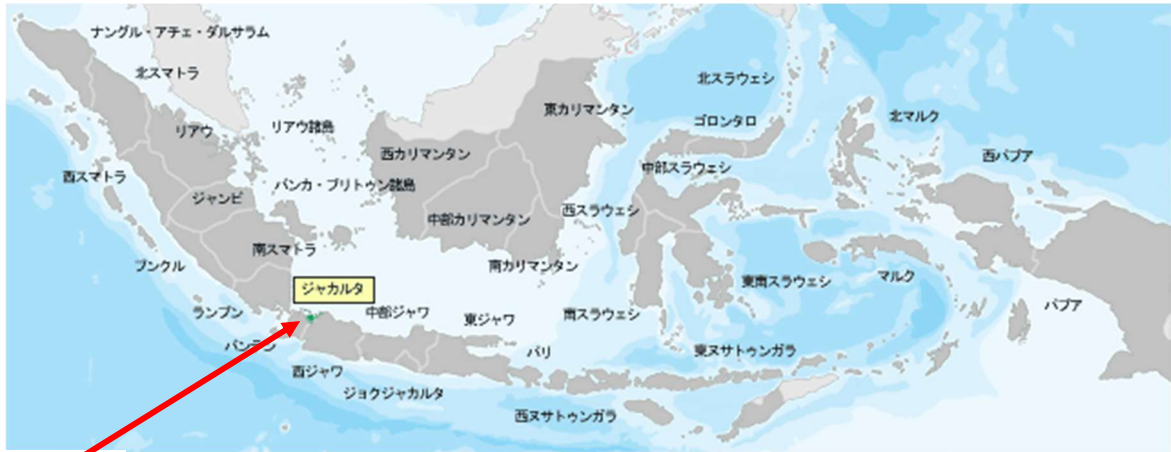 ナングル・アチェ・ダルサラム
北スマトラ
北スラウェシ
東カリマンタン
ゴロンタロ
北マルク
リアウ
リアウ諸島
西カリマンタン
西パプア
中部スラウェシ
西スマトラ
バンカ・ブリトゥン諸島
ジャンビ
中部カリマンタン
西スラウェシ
南スマトラ
ブンクル
南カリマンタン
東南スラウェシ
マルク
ジャカルタ
パプア
ランプン
中部ジャワ
東ジャワ
南スラウェシ
バンテン
バリ
東ヌサトゥンガラ
西ジャワ
ジョクジャカルタ
西ヌサトゥンガラ